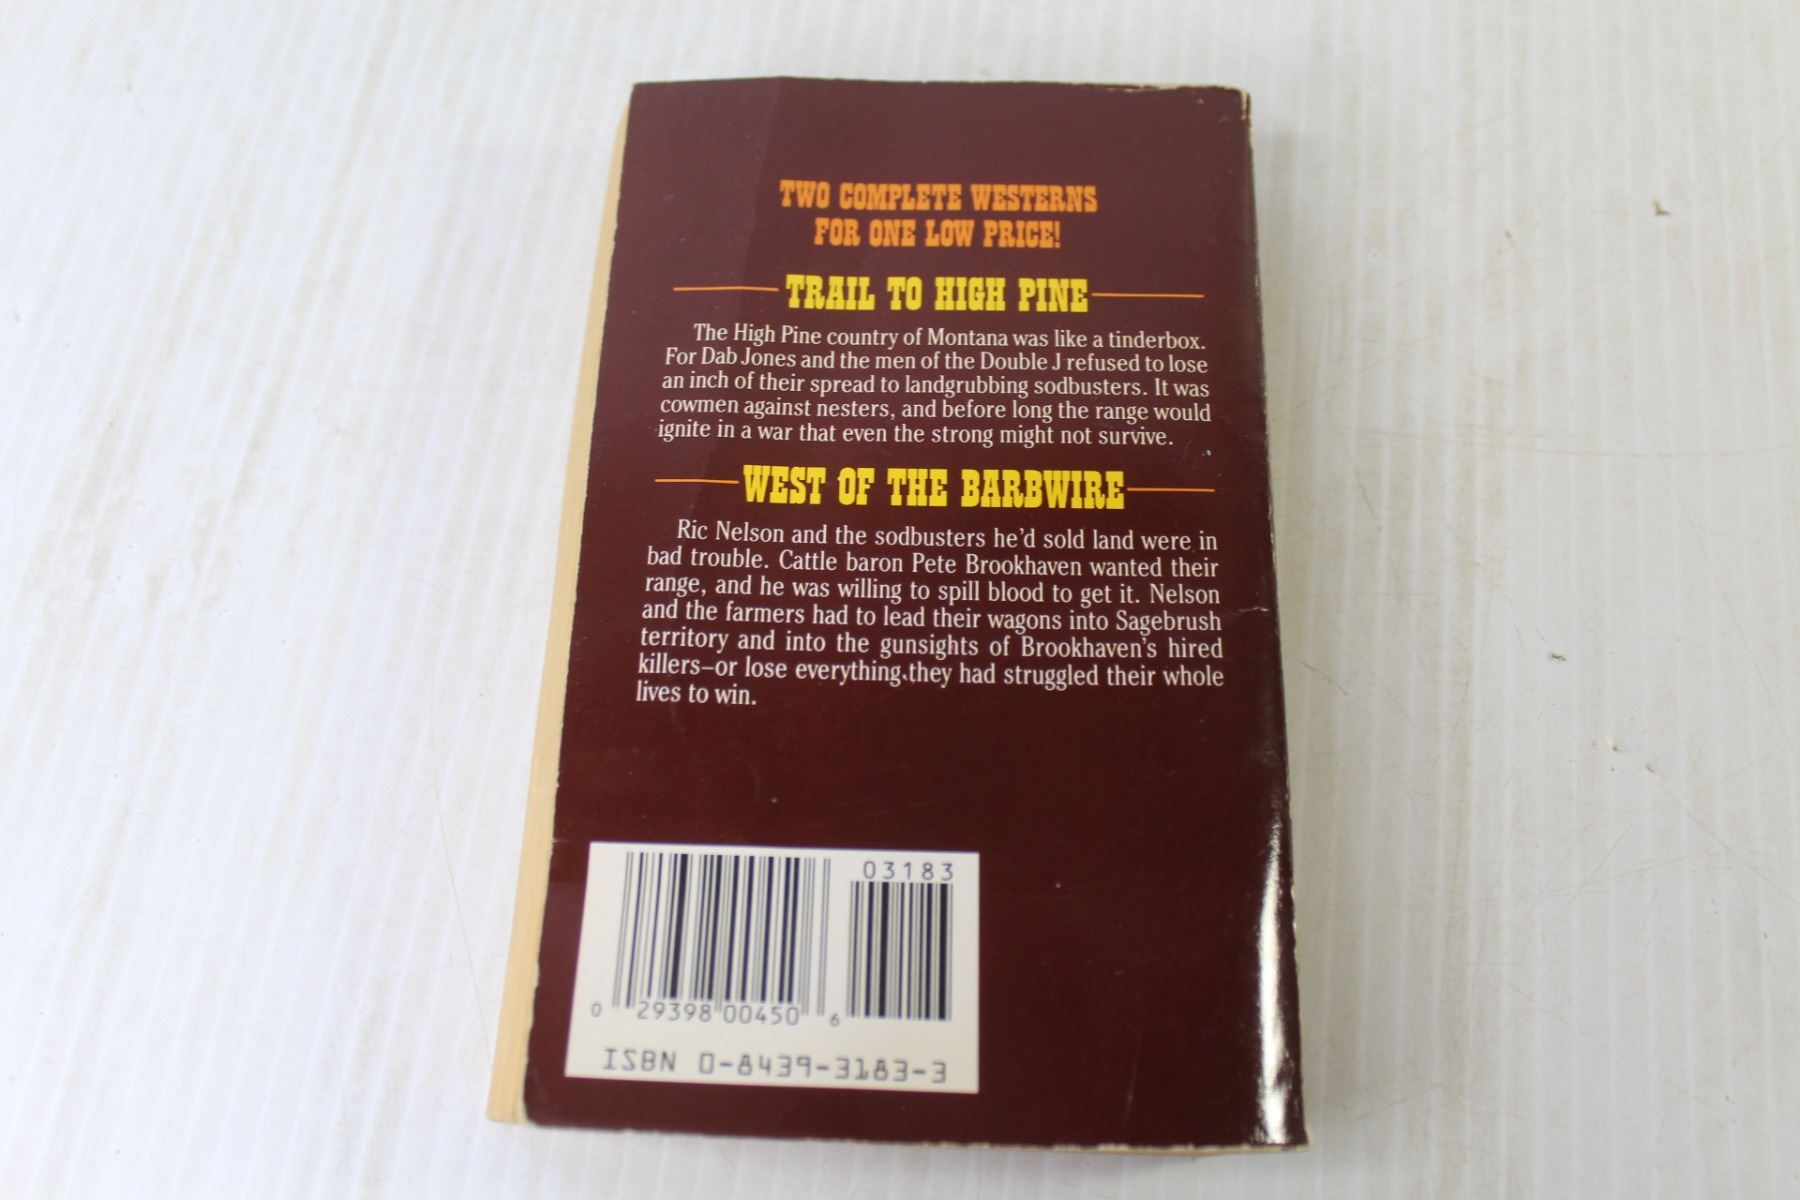 TWO COMPLETE WESTERNS
FOR ONE LOW PRICE!
TRAIL TO HIGH PINE
The High Pine country of Montana was like a tinderbox.
For Dab Jones and the men of the Double J refused to lose
an inch of their spread to landgrubbing sodbusters. It was
cowmen against nesters, and before long the range would
ignite in a war that even the strong might not survive.
WEST OF THE BARBWIRE
Ric Nelson and the sodbusters he'd sold land were in
bad trouble. Cattle baron Pete Brookhaven wanted their
range, and he was willing to spill blood to get it. Nelson
and the farmers had to lead their wagons into Sagebrush
territory and into the gunsights of Brookhaven's hired
killers—or lose everything they had struggled their whole
lives to win.
03183
0 29398 00450 6
ISBN 0-8439-3183-3